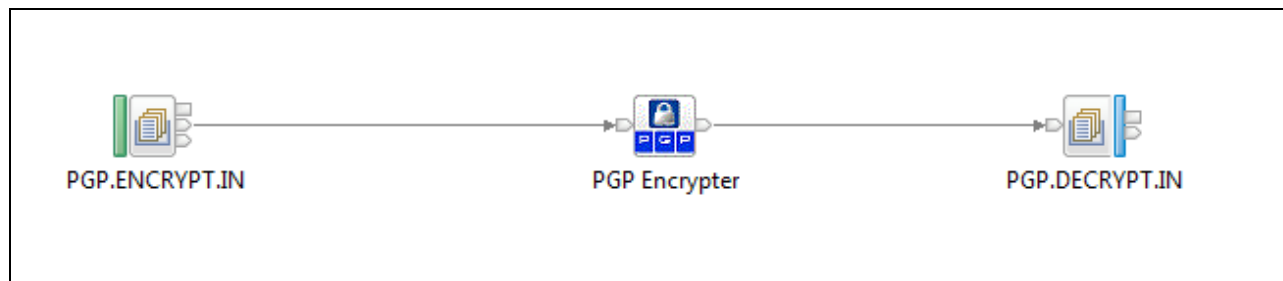 P G P
PGP.ENCRYPT.IN
PGP Encrypter
PGP.DECRYPT.IN